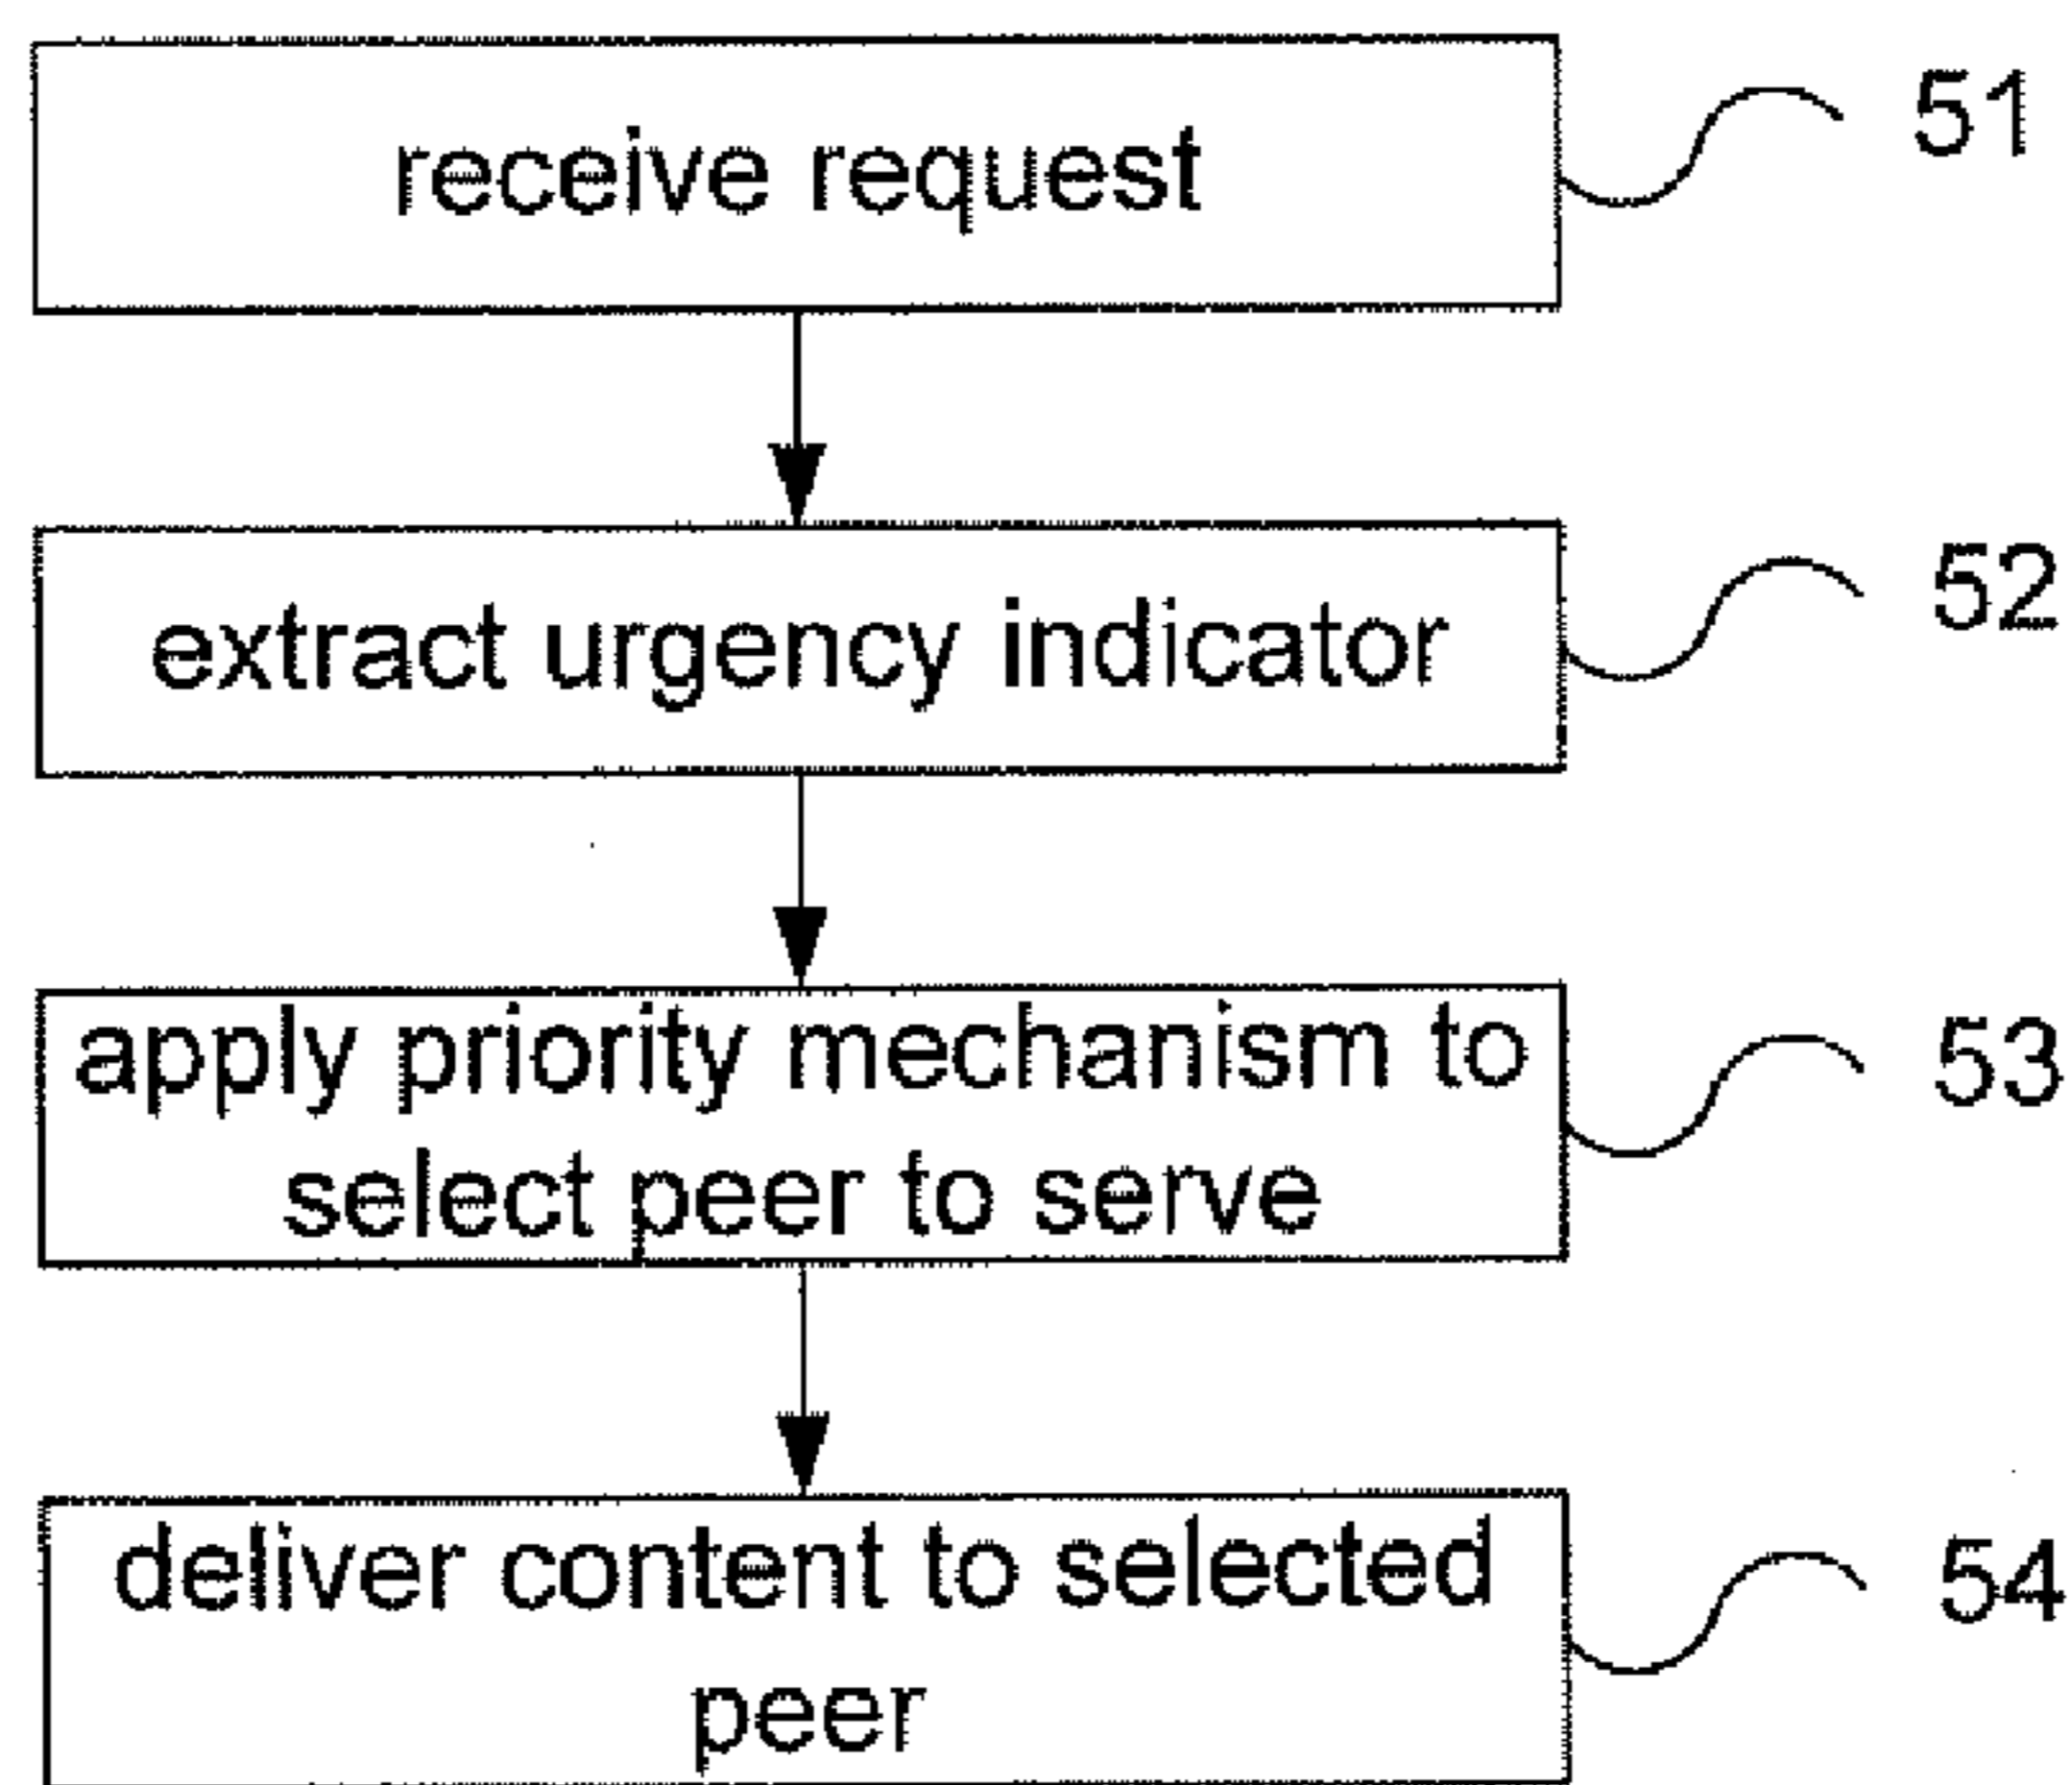 receive request
51
extract urgency indicator
52
apply priority mechanism to
select peer to serve
53
deliver content to selected
peer
54